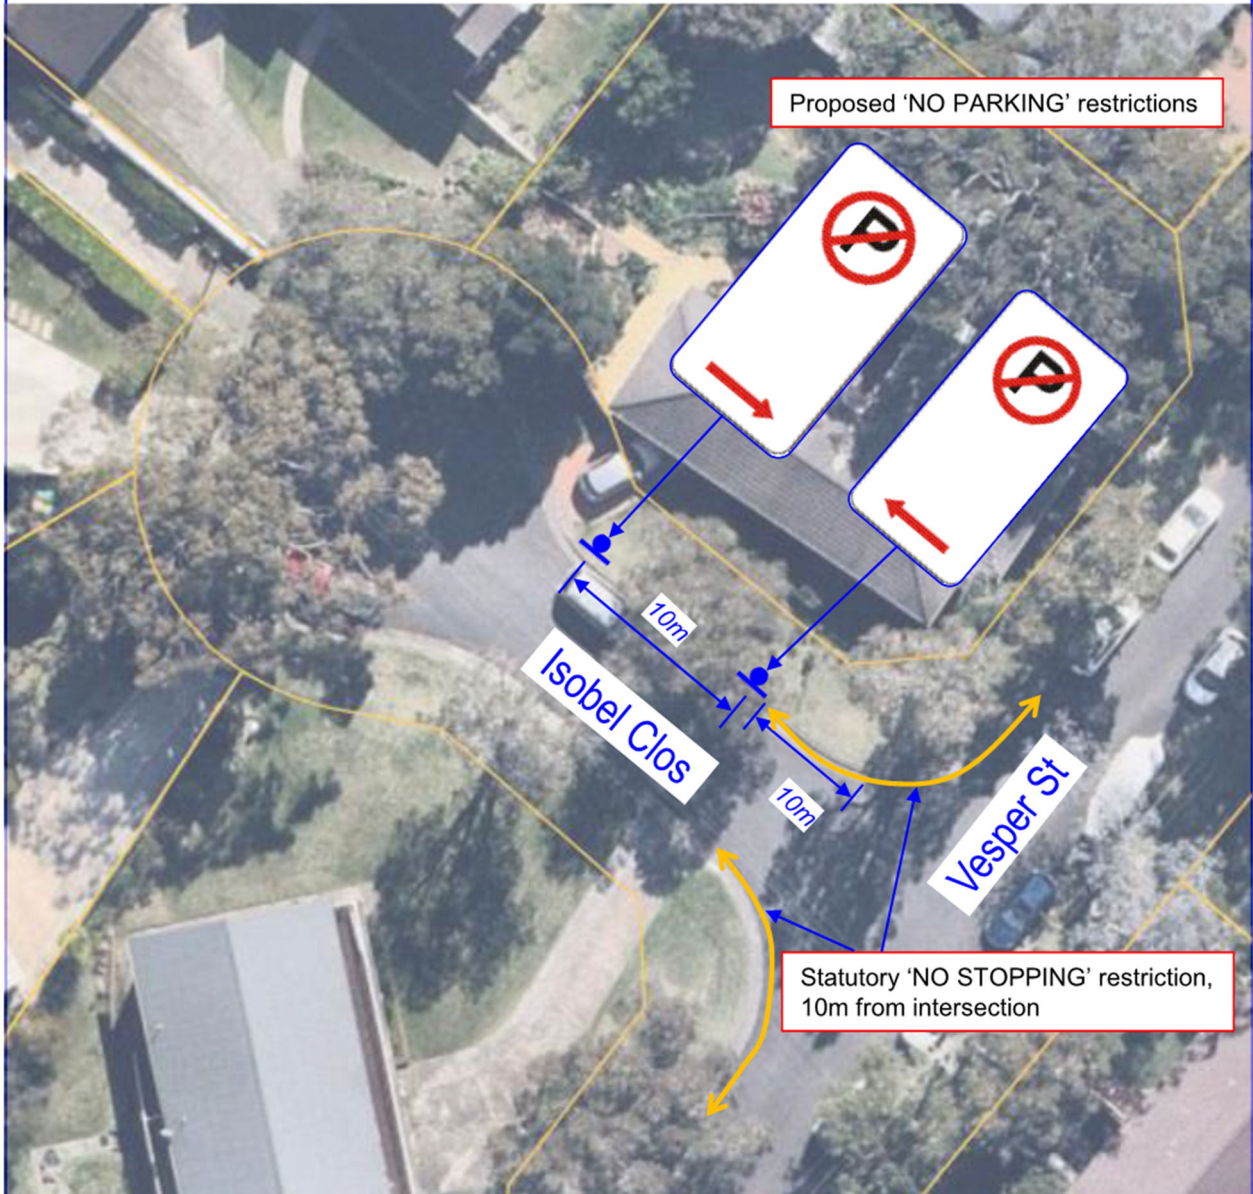 Proposed ‘NO PARKING’ restrictions
P
P
10m
Isobel Clos
10m
Vesper St
Statutory ‘NO STOPPING’ restriction,
10m from intersection